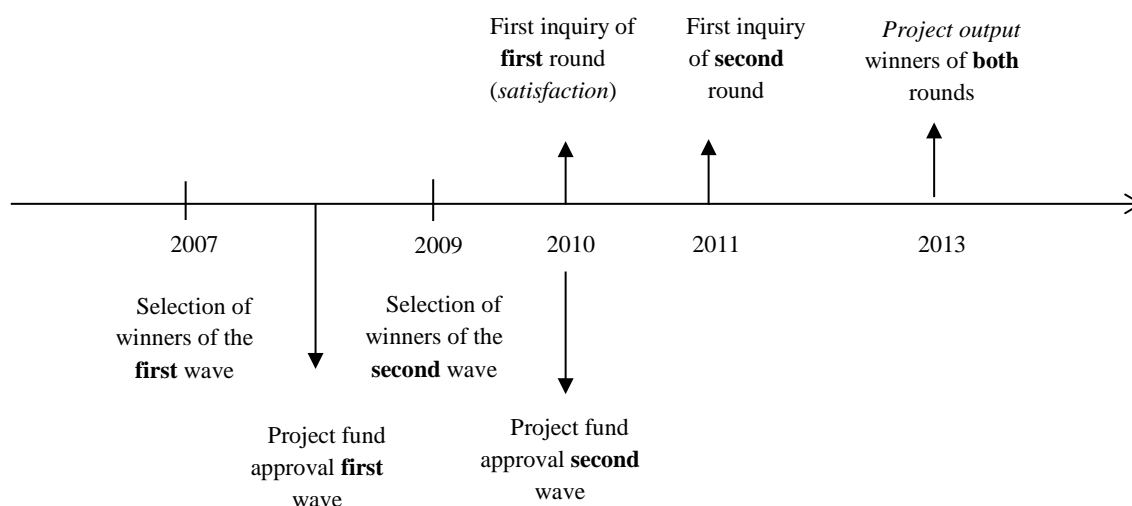 First inquiry of
first round
(satisfaction)
First inquiry
of second
round
Project output
winners of both
rounds
2007
2009
2010
2011
2013
Selection of
winners of the
first wave
Selection of
winners of the
second wave
Project fund
approval first
wave
Project fund
approval second
wave